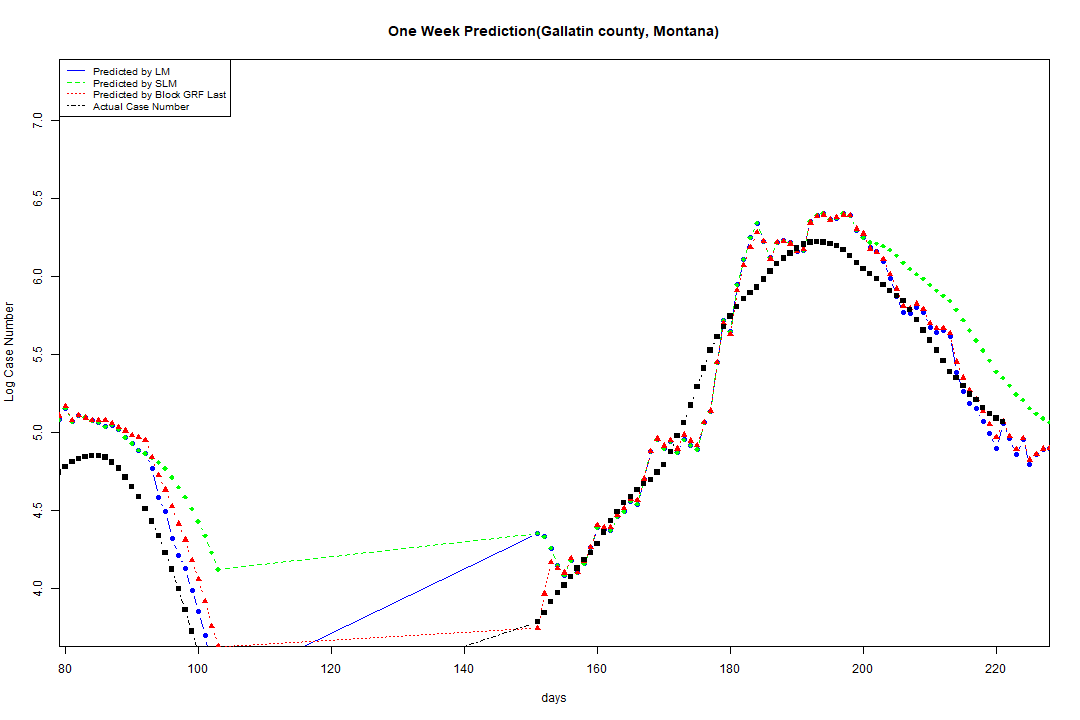 One Week Prediction(Gallatin county, Montana)
Predicted by LM
Predicted by SLM
Predicted by Block GRF Last
Actual Case Number
Log Case Number
7.0
6.5
6.0
5.5
5.0
4.5
4.0
80 100 120 140 160 180 200 220
days